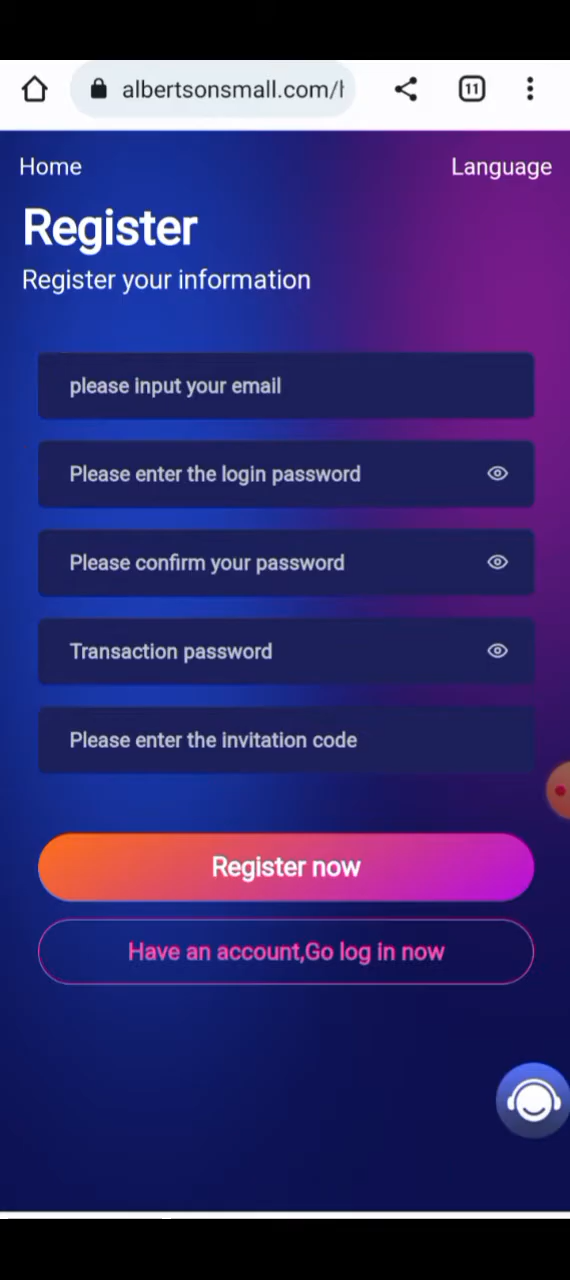 albertsonsmall.com/h
11
Home
Language
Register
Register your information
please input your email
Please enter the login password
Please confirm your password
Transaction password
Please enter the invitation code
Register now
Have an account,Go log in now